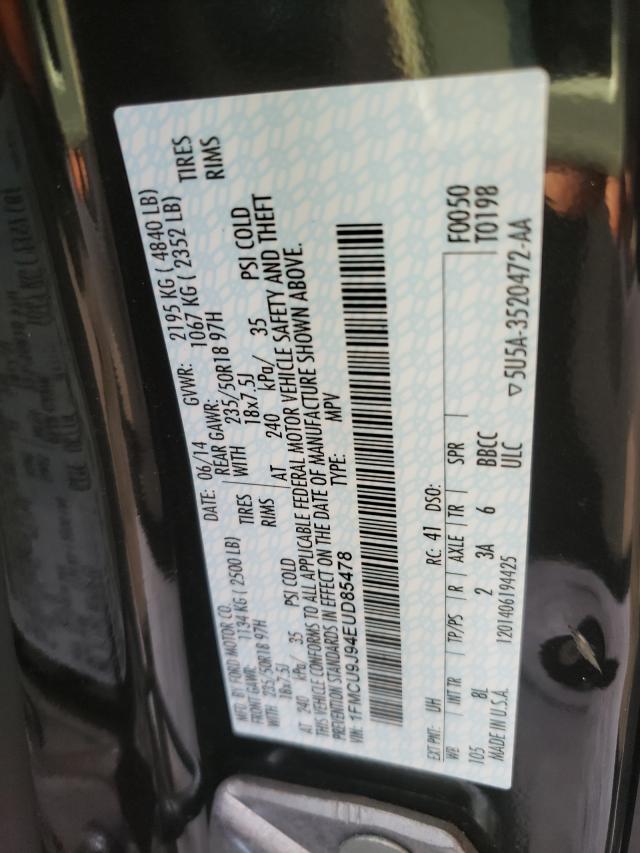 MFD. BY FORD MOTOR CO.
DATE: 06/14 GVWR: 2195 KG ( 4840 LB)
FRONT GAWR: 1134 KG ( 2500 LB) REAR GAWR: 1067 KG ( 2352 LB)
WITH 235/50R18 97H TIRES WITH 235/50R18 97H TIRES
18x7.5J RIMS 18x7.5J RIMS
AT 240 kPa/ 35 PSI COLD AT 240 kPa/ 35 PSI COLD
THIS VEHICLE CONFORMS TO ALL APPLICABLE FEDERAL MOTOR VEHICLE SAFETY AND THEFT
PREVENTION STANDARDS IN EFFECT ON THE DATE OF MANUFACTURE SHOWN ABOVE.
VIN: 1FMCU9J94EUD85478 TYPE: MPV
F0050
T0198
EXT PNT: UH RC: 41 DSO:
WB INT TR TP/PS R AXLE TR SPR
105 8L 2 3A 6 BBCC
ULC
MADE IN U.S.A. 1201406194425
▽5U5A-3520472-AA